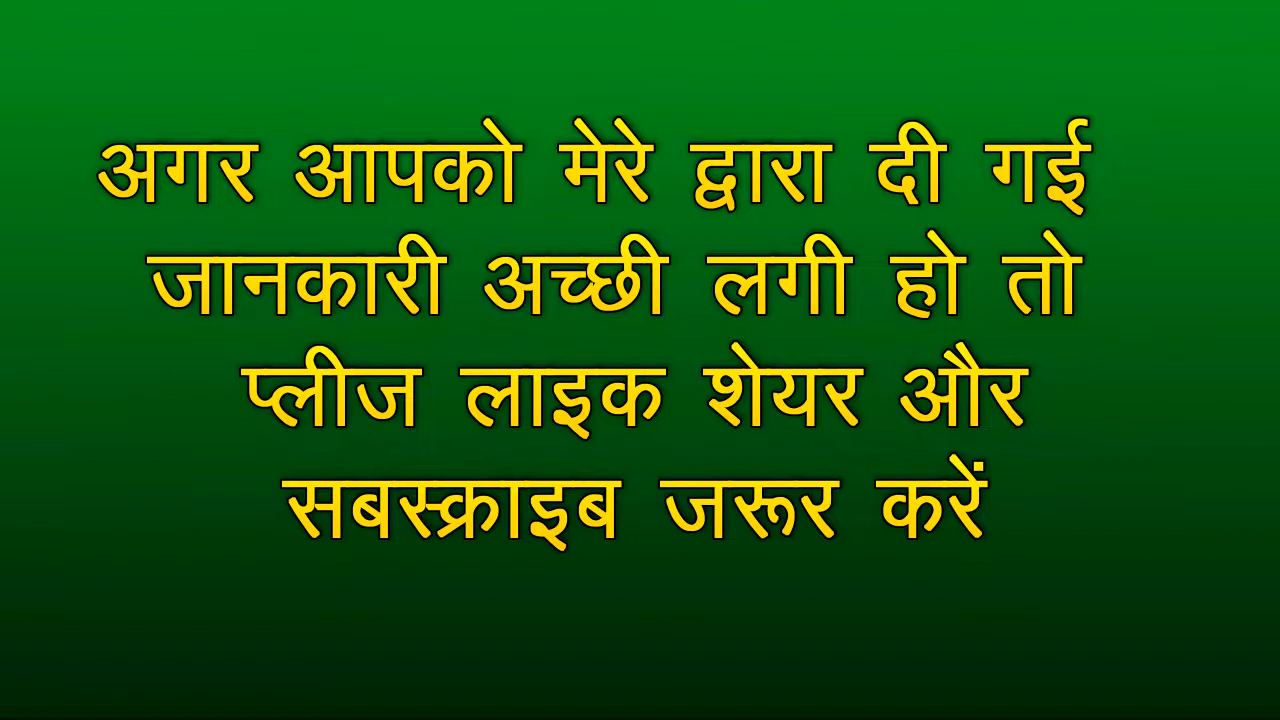 अगर आपको मेरे द्वारा दी गई
जानकारी अच्छी लगी हो तो
प्लीज लाइक शेयर और
सबस्क्राइब जरूर करें